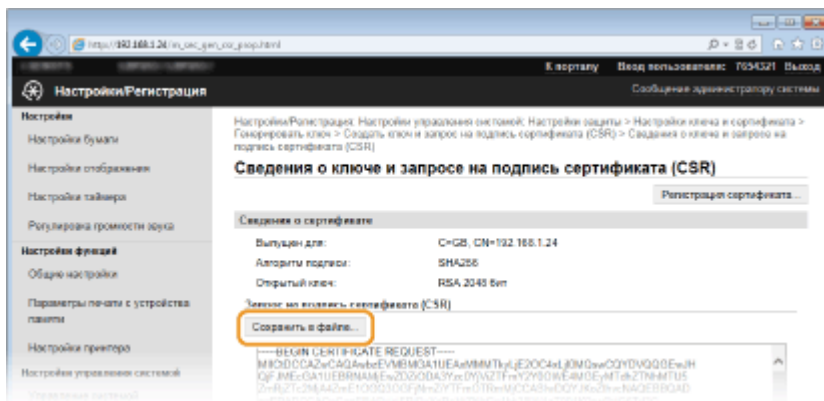 http://192.168.1.24/m_sec_gen_csr_prop.html
К порталу Вход пользователя: 7654321 Выход
Настройки/Регистрация
Сообщение администратору системы
Настройки
Настройки бумаги
Настройки отображения
Настройки таймера
Регулировка громкости звука
Настройки функций
Общие настройки
Параметры печати с устройства памяти
Настройки принтера
Настройки управления системой
Управление системой
Настройки/Регистрация: Настройки управления системой: Настройки защиты > Настройки ключа и сертификата >
Генерировать ключ > Создать ключ и запрос на подпись сертификата (CSR) > Сведения о ключе и запросе на
подпись сертификата (CSR)
Сведения о ключе и запросе на подпись сертификата (CSR)
Регистрация сертификата...
Сведения о сертификате
Выпущен для: C=GB, CN=192.168.1.24
Алгоритм подписи: SHA256
Открытый ключ: RSA 2048 бит
Запрос на подпись сертификата (CSR)
Сохранить в файле...
-----BEGIN CERTIFICATE REQUEST-----